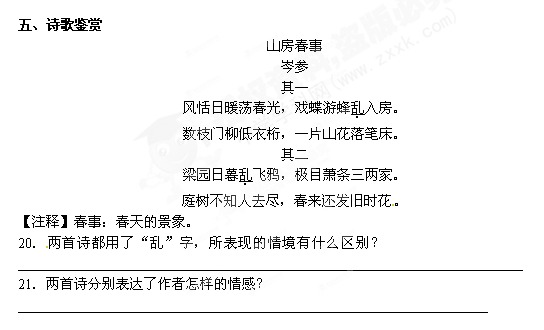 五、诗歌鉴赏
山房春事
岑参
其一
风恬日暖荡春光，戏蝶游蜂乱入房。
数枝门柳低衣桁，一片山花落笔床。
其二
梁园日暮乱飞鸦，极目萧条三两家。
庭树不知人去尽，春来还发旧时花。
【注释】春事：春天的景象。
20．两首诗都用了“乱”字，所表现的情境有什么区别？
21．两首诗分别表达了作者怎样的情感？